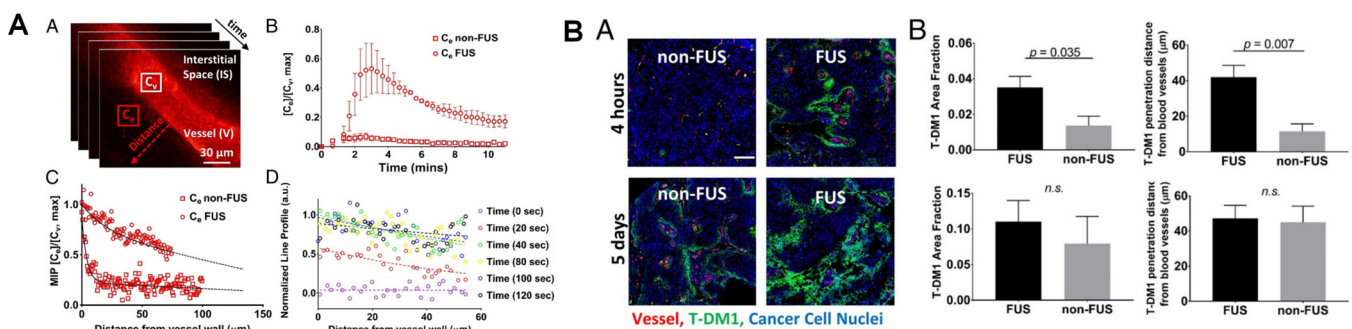 A
A
time
Interstitial
Space (IS)
Cv
Ce
Distance
Vessel (V)
30 μm
B
[Ce]/[Cv, max]
0.8
0.6
0.4
0.2
0.0
Ce non-FUS
Ce FUS
0 2 4 6 8 10
Time (mins)
C
MIP [Ce]/[Cv, max]
1.0
0.5
0.0
Ce non-FUS
Ce FUS
0 50 100 150
Distance from vessel wall (μm)
D
Normalized Line Profile (a.u.)
1.0
0.5
0.0
0 20 40 60
Distance from vessel wall (μm)
Time (0 sec)
Time (20 sec)
Time (40 sec)
Time (80 sec)
Time (100 sec)
Time (120 sec)
B
A
4 hours
5 days
non-FUS
FUS
non-FUS
FUS
Vessel, T-DM1, Cancer Cell Nuclei
B
T-DM1 Area Fraction
0.06
0.04
0.02
0.00
p = 0.035
FUS non-FUS
T-DM1 penetration distance
from blood vessels (μm)
80
60
40
20
0
p = 0.007
FUS non-FUS
T-DM1 Area Fraction
0.15
0.10
0.05
0.00
n.s.
FUS non-FUS
T-DM1 penetration distance
from blood vessels (μm)
60
40
20
0
n.s.
FUS non-FUS